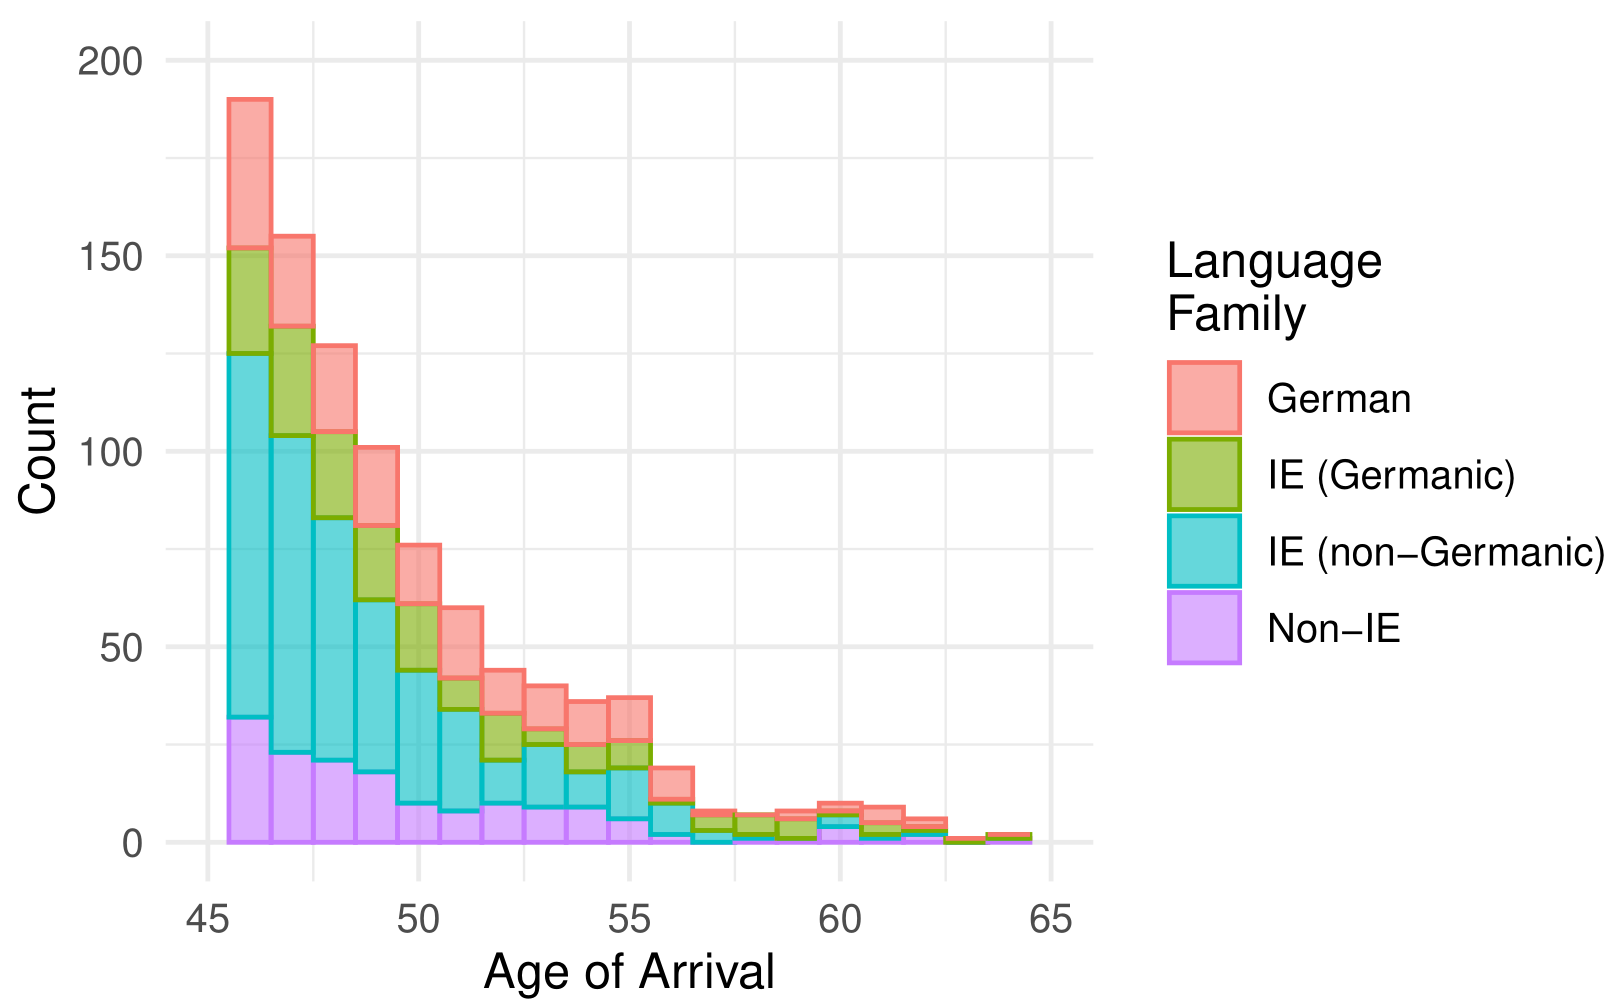 200
150
100
50
0
Count
45 50 55 60 65
Age of Arrival
Language
Family
German
IE (Germanic)
IE (non−Germanic)
Non−IE